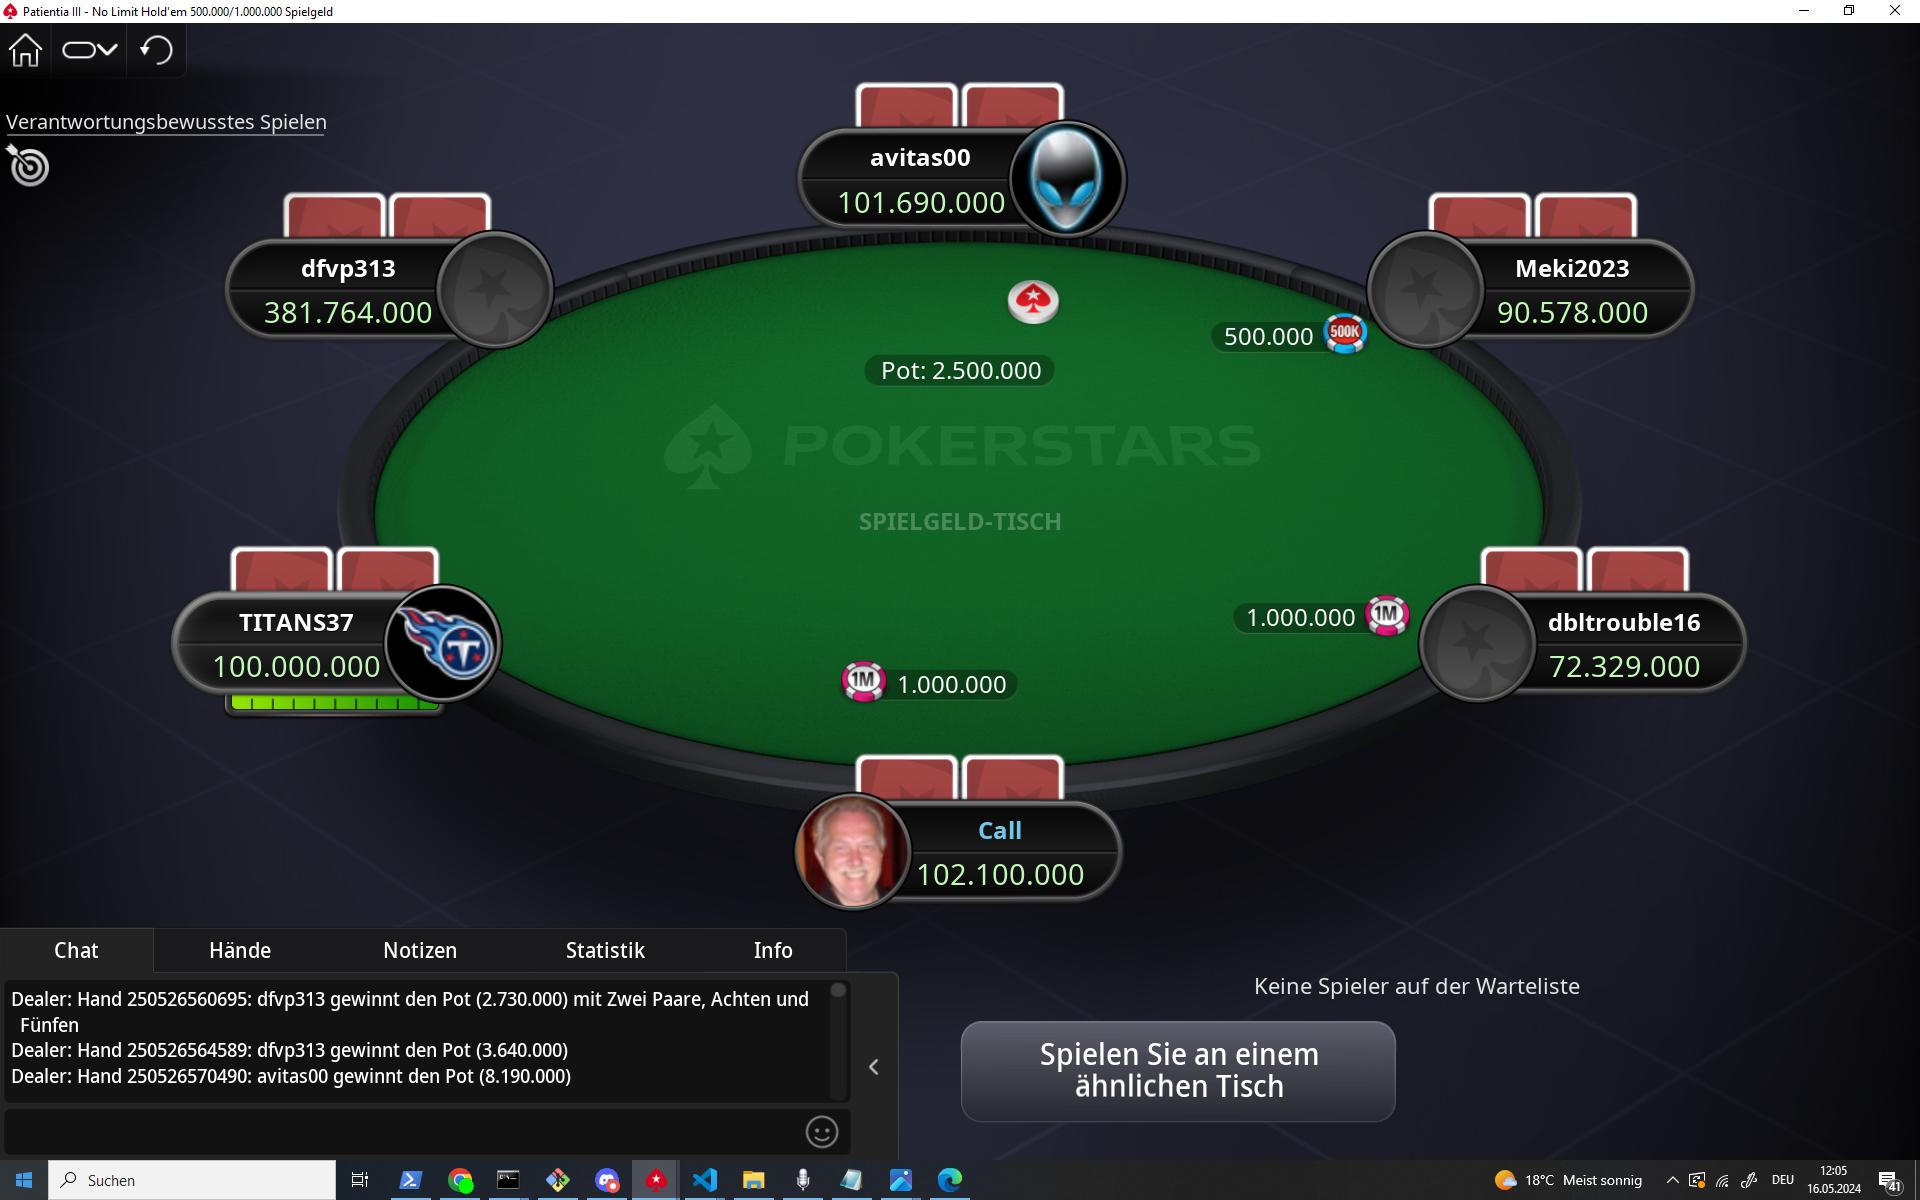 Patientia III - No Limit Hold'em 500.000/1.000.000 Spielgeld
Verantwortungsbewusstes Spielen
avitas00
101.690.000
dfvp313
381.764.000
Meki2023
90.578.000
500.000
500K
Pot: 2.500.000
POKERSTARS
SPIELGELD-TISCH
TITANS37
100.000.000
T
dbltrouble16
72.329.000
1.000.000
1M
1M
1.000.000
Call
102.100.000
Chat
Hände
Notizen
Statistik
Info
Dealer: Hand 250526560695: dfvp313 gewinnt den Pot (2.730.000) mit Zwei Paare, Achten und
Fünfen
Dealer: Hand 250526564589: dfvp313 gewinnt den Pot (3.640.000)
Dealer: Hand 250526570490: avitas00 gewinnt den Pot (8.190.000)
Keine Spieler auf der Warteliste
Spielen Sie an einem
ähnlichen Tisch
Suchen
18°C Meist sonnig
DEU
12:05
16.05.2024
41